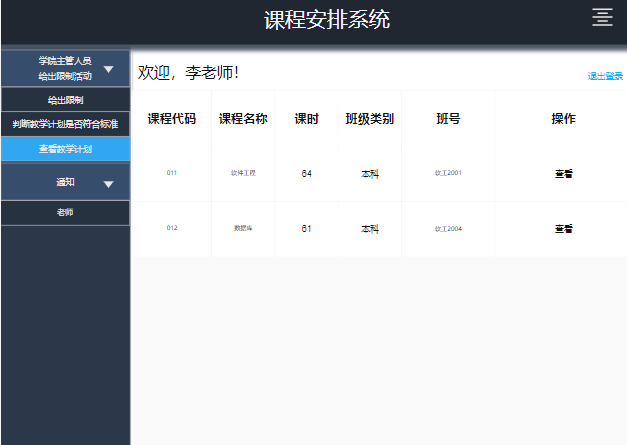 课程安排系统
学院主管人员
给出限制活动
给出限制
判断教学计划是否符合标准
查看教学计划
通知
老师
欢迎，李老师！
退出登录
课程代码 课程名称 课时 班级类别 班号 操作
011 软件工程 64 本科 软工2001 查看
012 数据库 61 本科 软工2004 查看